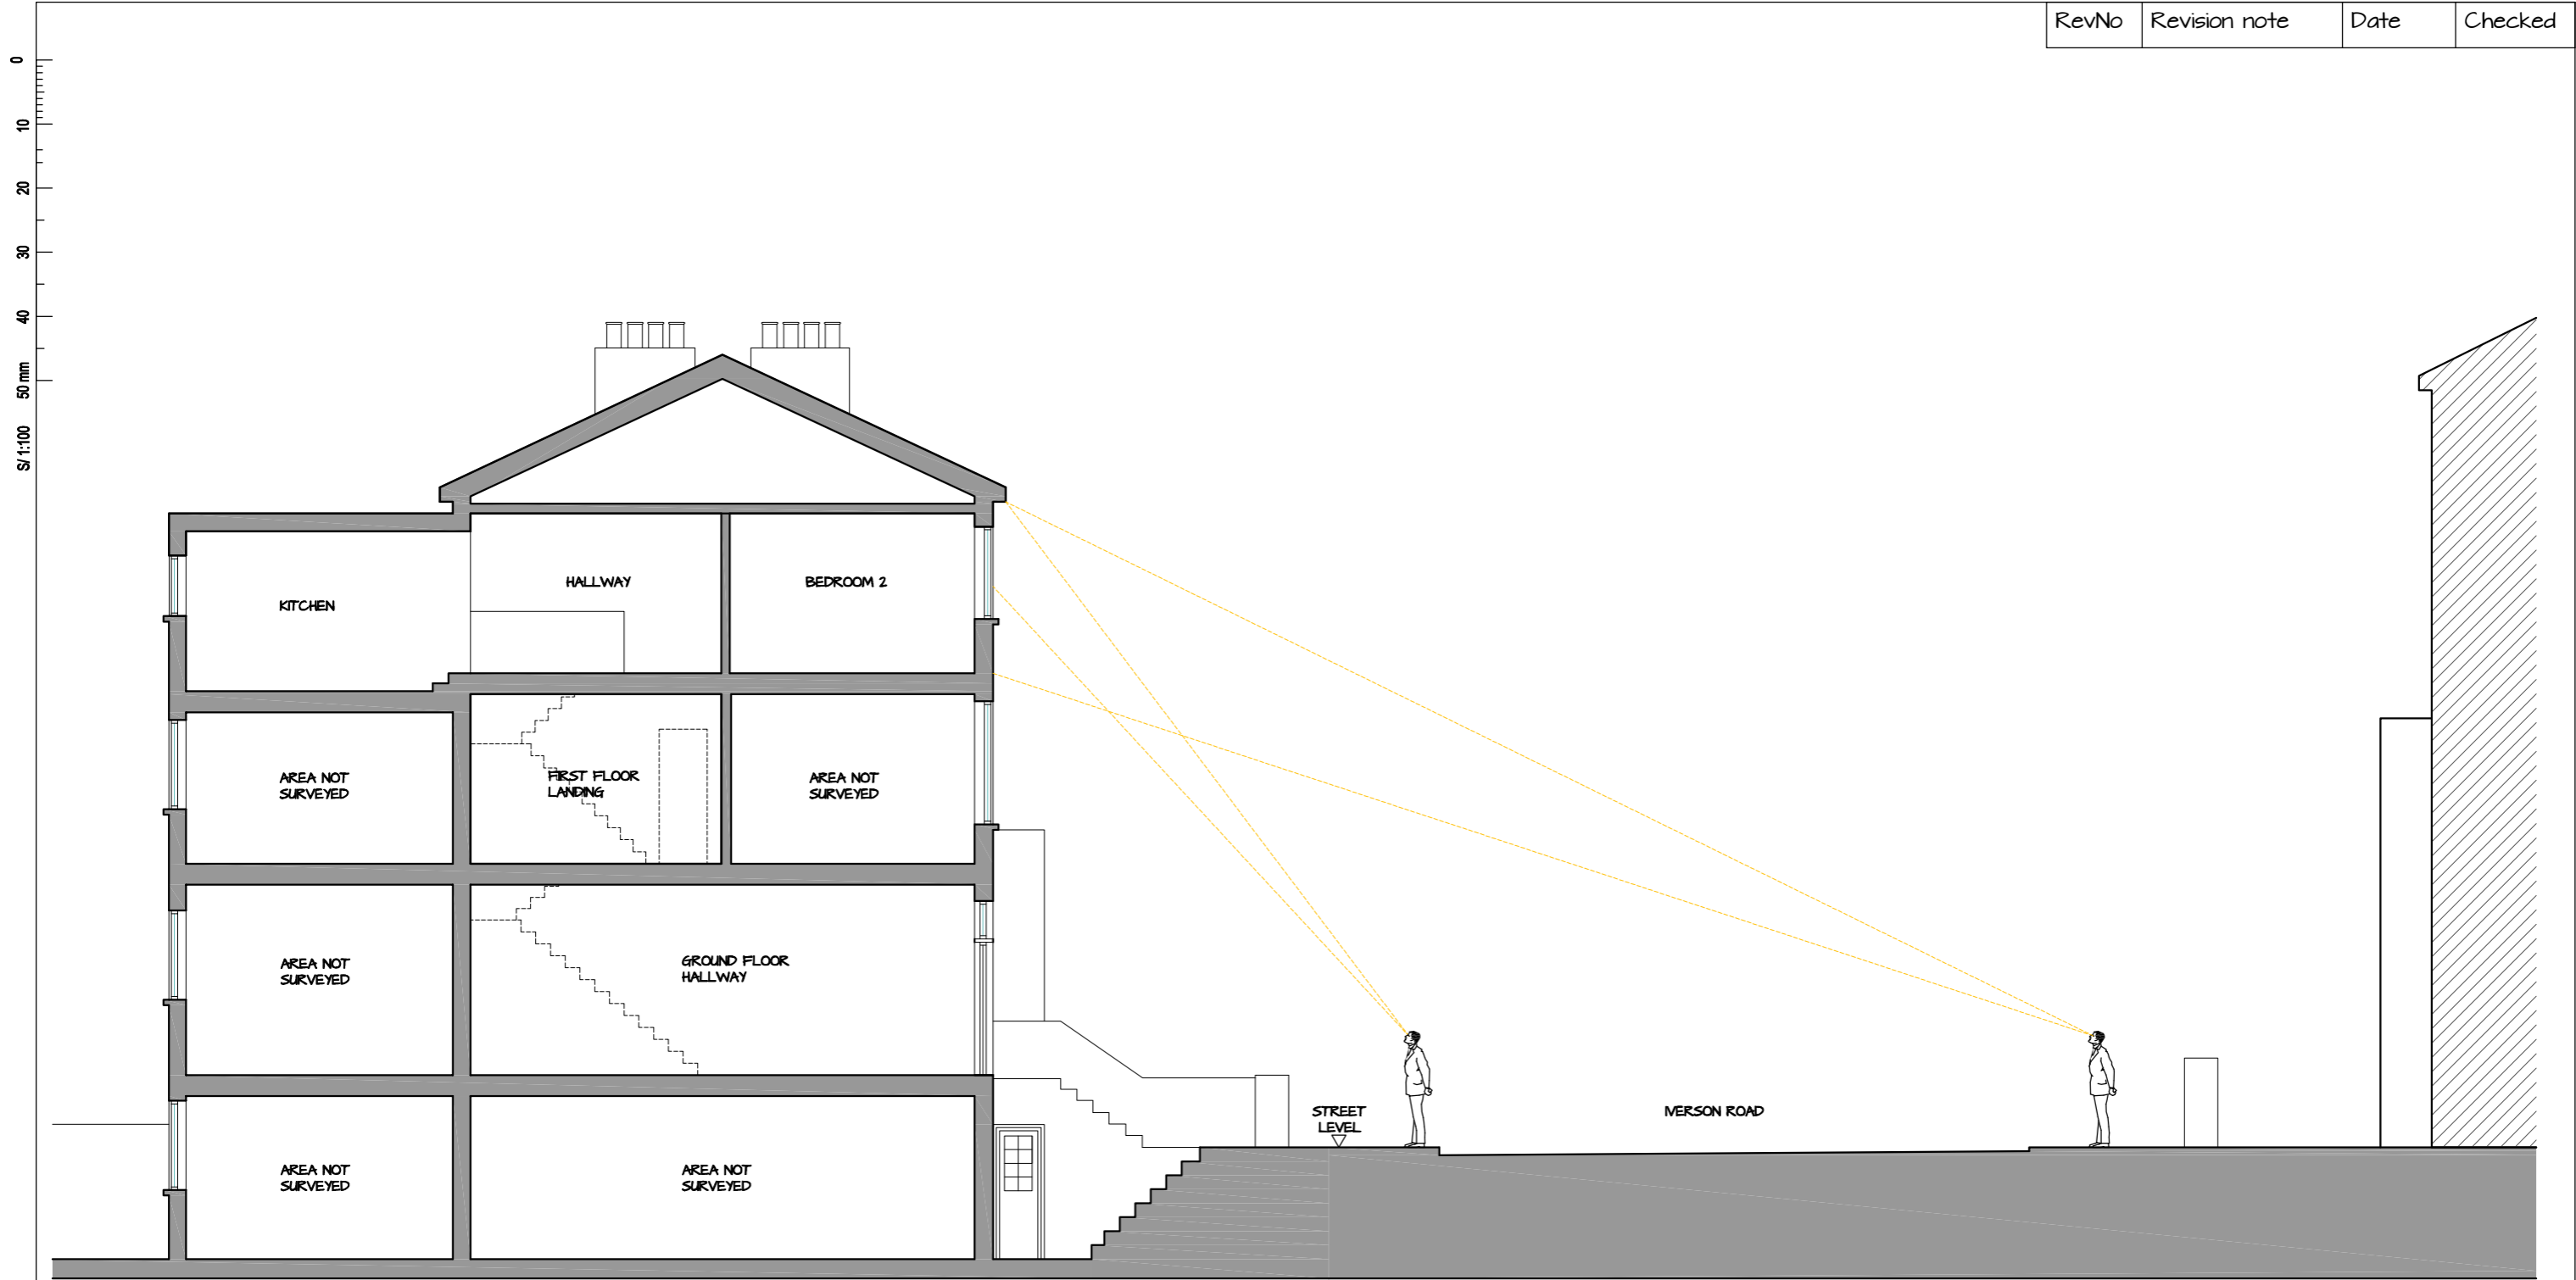 RevNo Revision note Date Checked
0
10
20
30
40
50 mm
S/ 1:100
HALLWAY
BEDROOM 2
KITCHEN
AREA NOT
SURVEYED
FIRST FLOOR
LANDING
AREA NOT
SURVEYED
AREA NOT
SURVEYED
GROUND FLOOR
HALLWAY
STREET
LEVEL
IVERSON ROAD
AREA NOT
SURVEYED
AREA NOT
SURVEYED